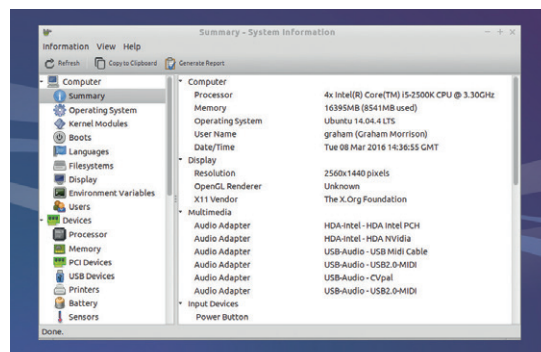 Summary - System Information
Information View Help
Refresh Copy to Clipboard Generate Report
Computer
Summary
Operating System
Kernel Modules
Boots
Languages
Filesystems
Display
Environment Variables
Users
Devices
Processor
Memory
PCI Devices
USB Devices
Printers
Battery
Sensors
Computer
Processor 4x Intel(R) Core(TM) i5-2500K CPU @ 3.30GHz
Memory 16395MB (8541MB used)
Operating System Ubuntu 14.04.4 LTS
User Name graham (Graham Morrison)
Date/Time Tue 08 Mar 2016 14:36:55 GMT
Display
Resolution 2560x1440 pixels
OpenGL Renderer Unknown
X11 Vendor The X.Org Foundation
Multimedia
Audio Adapter HDA-Intel - HDA Intel PCH
Audio Adapter HDA-Intel - HDA NVidia
Audio Adapter USB-Audio - USB Midi Cable
Audio Adapter USB-Audio - USB2.0-MIDI
Audio Adapter USB-Audio - CVpal
Audio Adapter USB-Audio - USB2.0-MIDI
Input Devices
Power Button
Done.